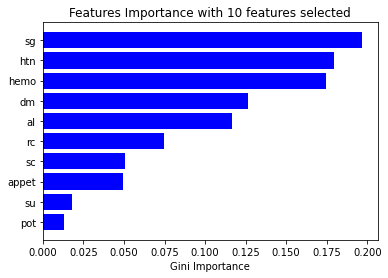 Features Importance with 10 features selected
sg
htn
hemo
dm
al
rc
sc
appet
su
pot
0.000 0.025 0.050 0.075 0.100 0.125 0.150 0.175 0.200
Gini Importance